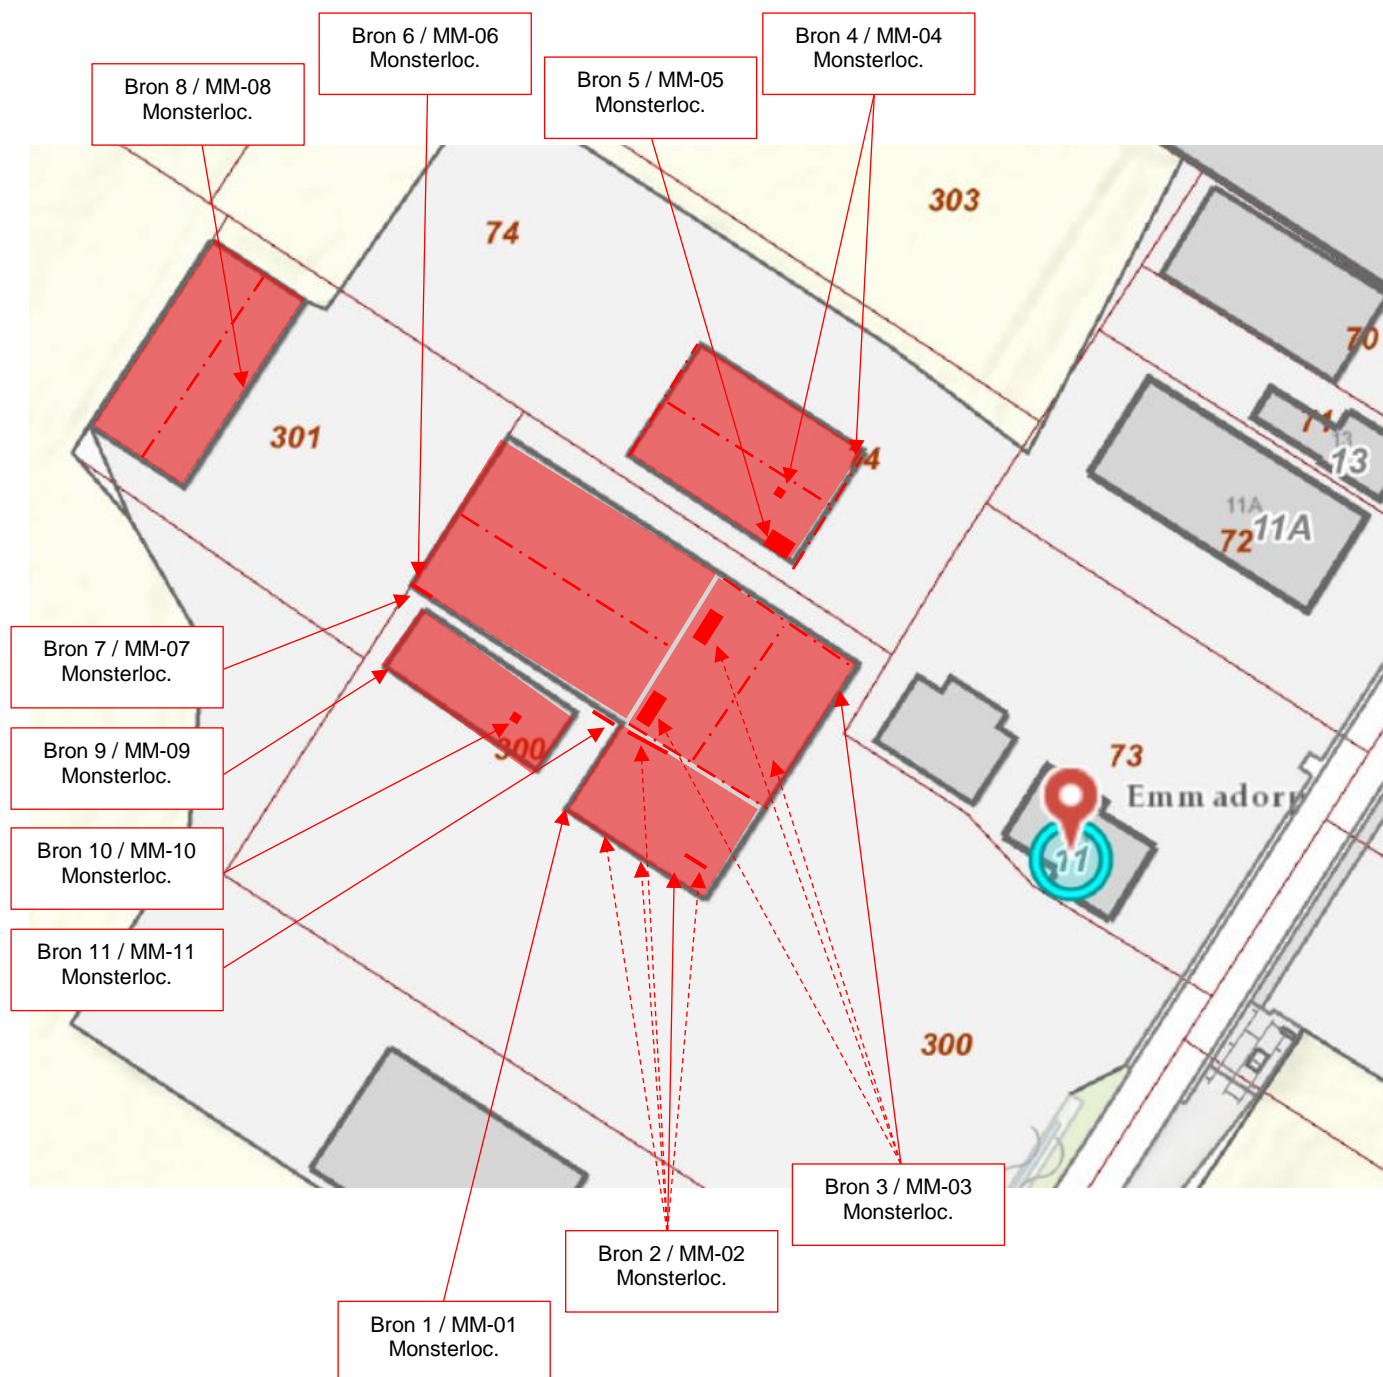 Bron 6 / MM-06
Monsterloc.
Bron 4 / MM-04
Monsterloc.
Bron 8 / MM-08
Monsterloc.
Bron 5 / MM-05
Monsterloc.
303
74
70
71
13
13
301
74
11A
11A
72
Bron 7 / MM-07
Monsterloc.
Bron 9 / MM-09
Monsterloc.
300
73
Emmadorp
11
Bron 10 / MM-10
Monsterloc.
Bron 11 / MM-11
Monsterloc.
300
Bron 3 / MM-03
Monsterloc.
Bron 2 / MM-02
Monsterloc.
Bron 1 / MM-01
Monsterloc.